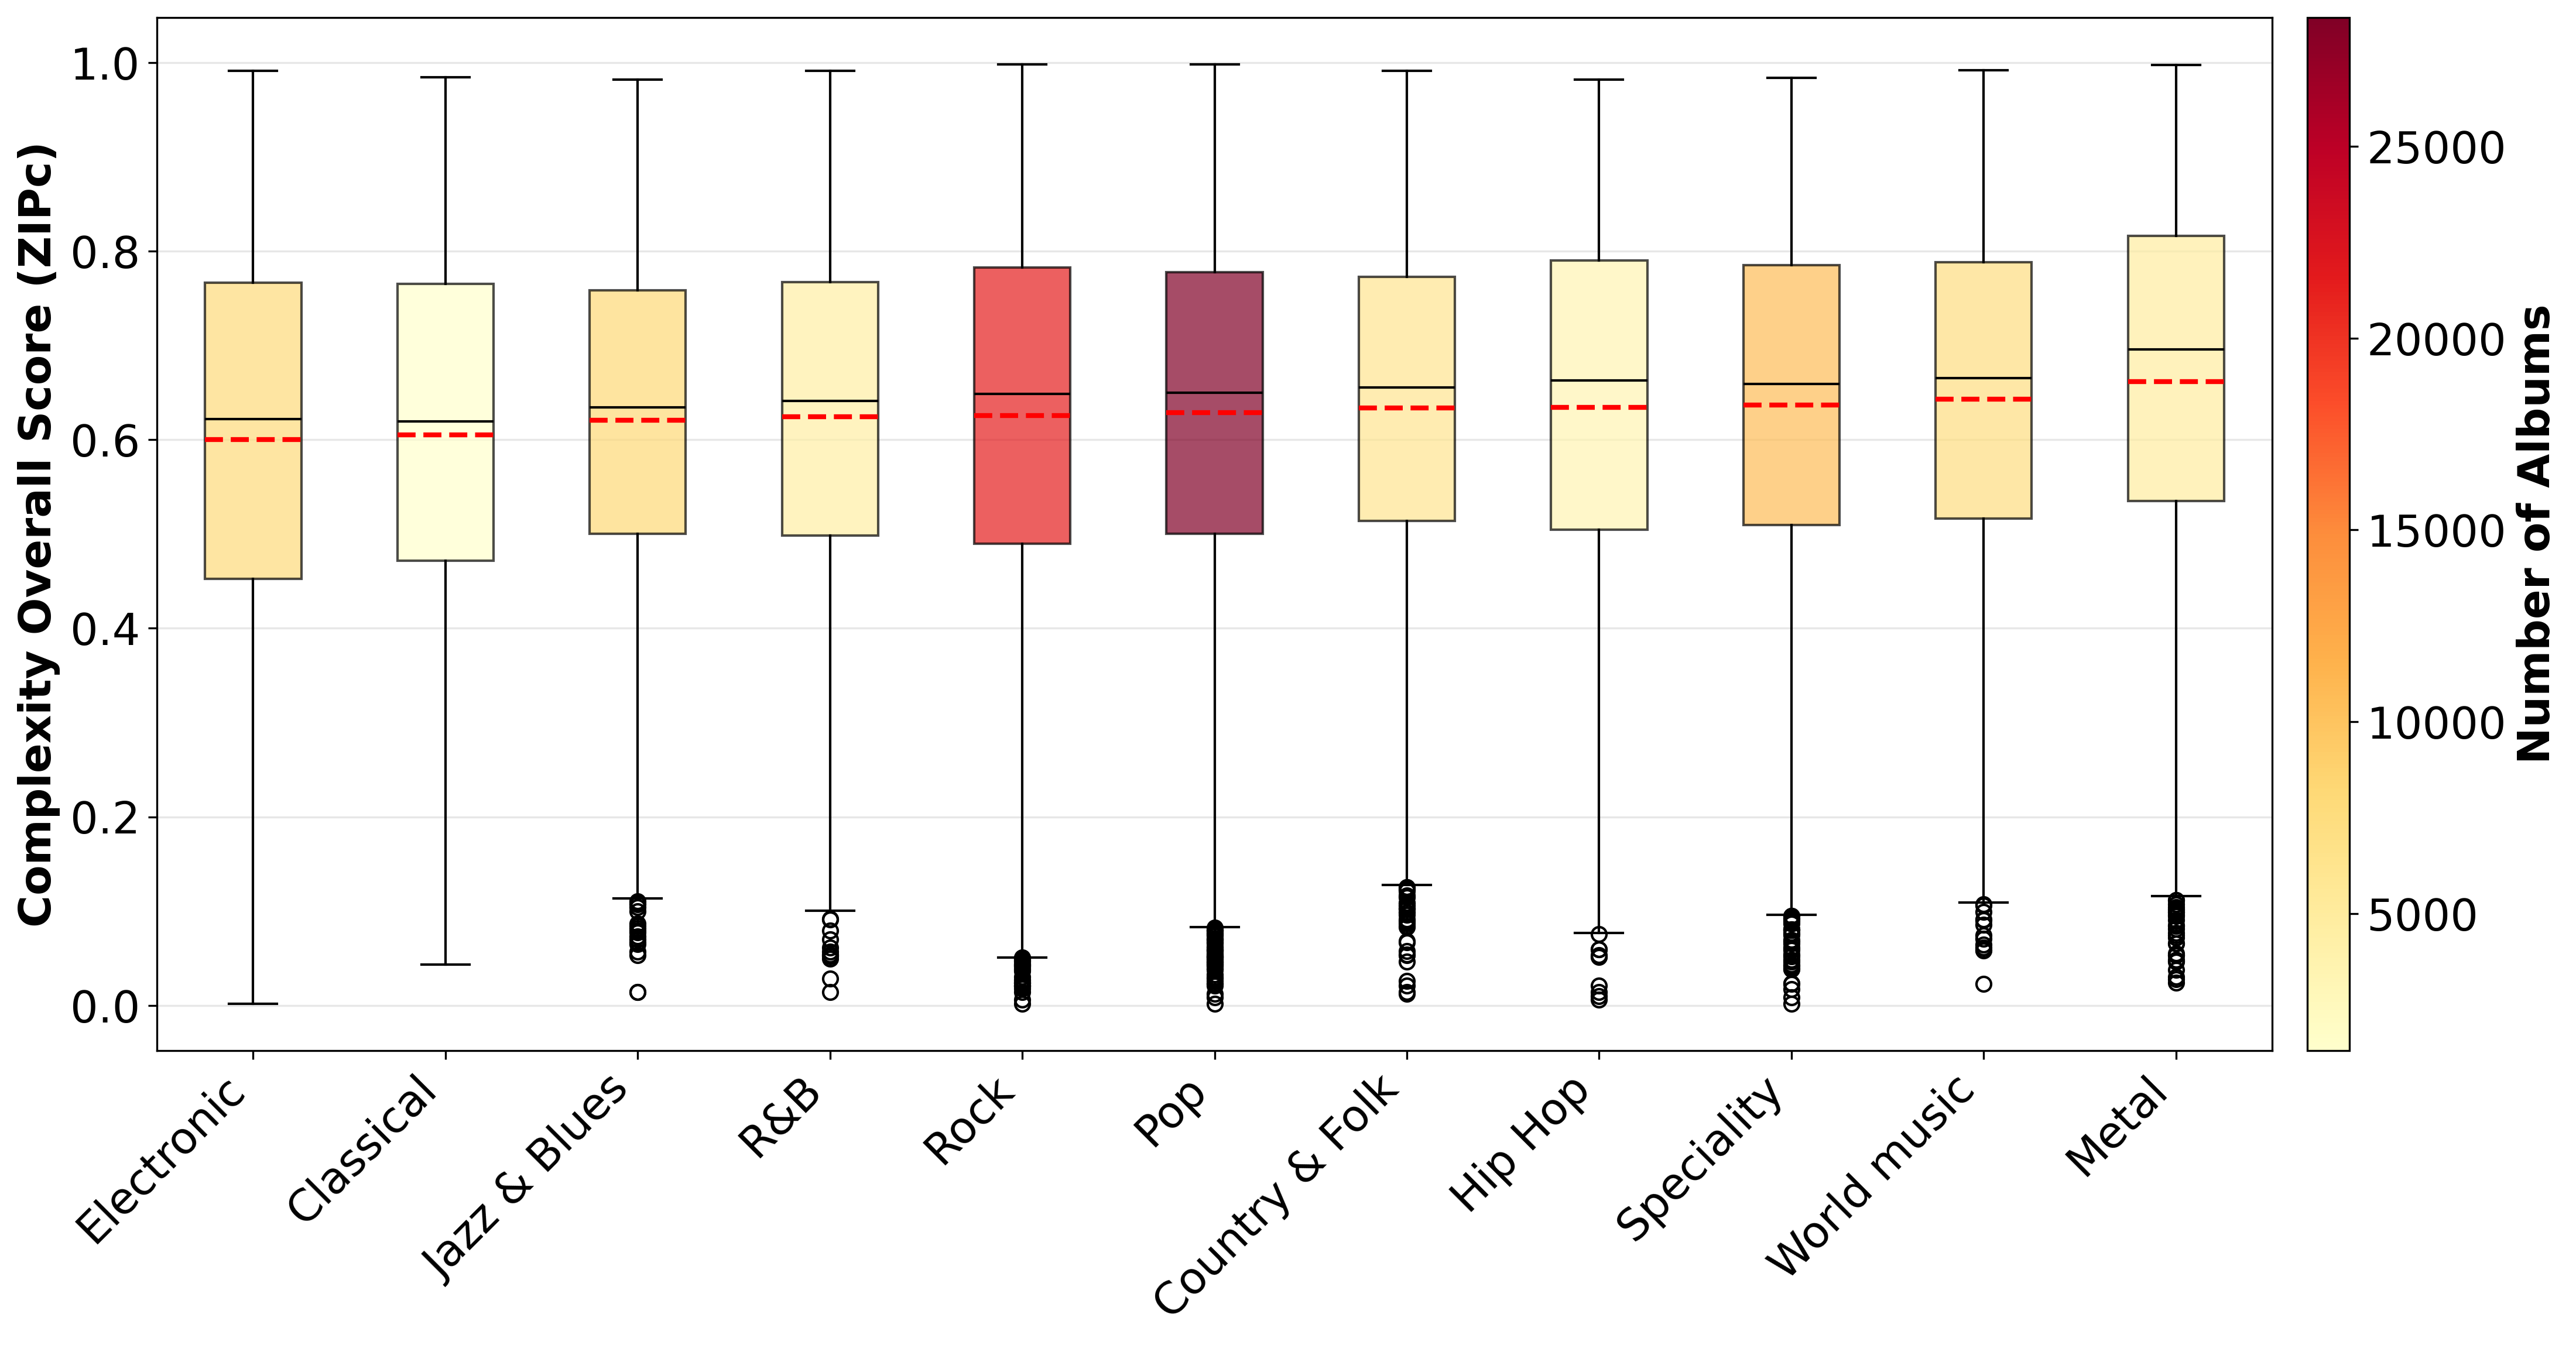 Complexity Overall Score (ZIPc)
1.0
0.8
0.6
0.4
0.2
0.0
Electronic
Classical
Jazz & Blues
R&B
Rock
Pop
Country & Folk
Hip Hop
Speciality
World music
Metal
25000
20000
15000
10000
5000
Number of Albums